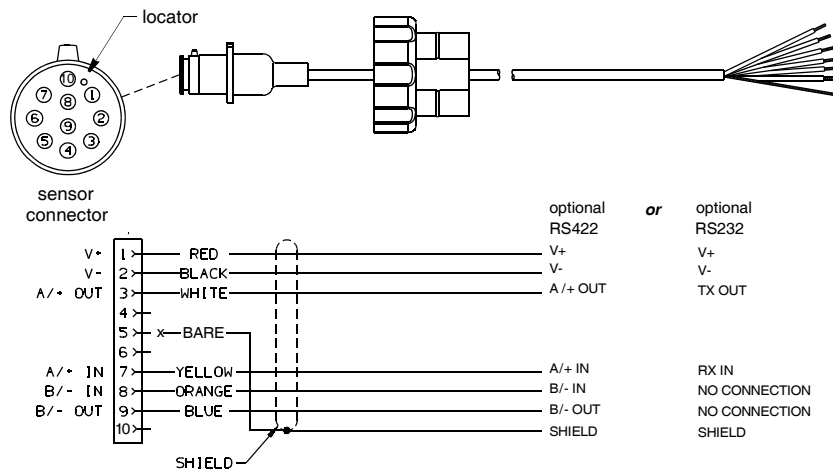 locator
10
7
1
8
6
2
9
5
3
4
sensor
connector
optional or optional
RS422 RS232
V+ 1 RED V+ V+
V- 2 BLACK V- V-
A/+ OUT 3 WHITE A/+ OUT TX OUT
4
5 x BARE
6
A/+ IN 7 YELLOW A/+ IN RX IN
B/- IN 8 ORANGE B/- IN NO CONNECTION
B/- OUT 9 BLUE B/- OUT NO CONNECTION
10 SHIELD SHIELD
SHIELD